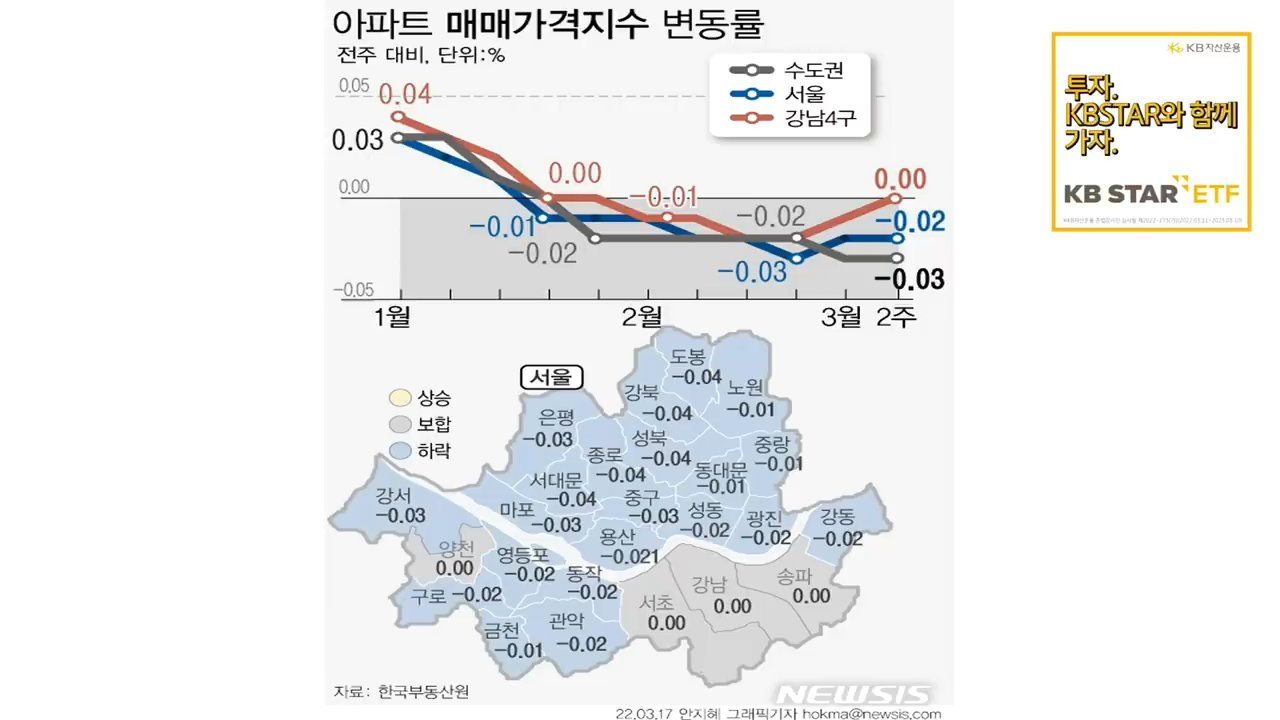 아파트 매매가격지수 변동률
전주 대비, 단위:%
수도권
서울
강남4구
0.05
0.04
0.03
0.00
0.00
-0.01
-0.01
-0.02
-0.02
-0.03
0.00
-0.02
-0.03
-0.05
1월
2월
3월
2주
서울
상승
보합
하락
도봉
-0.04
강북
-0.04
노원
-0.01
은평
-0.03
성북
-0.04
중랑
-0.01
종로
-0.04
동대문
-0.01
서대문
-0.04
강서
-0.03
마포
-0.03
중구
-0.03
성동
-0.02
광진
-0.02
강동
-0.02
용산
-0.021
양천
0.00
영등포
-0.02
동작
-0.02
구로 -0.02
서초
0.00
강남
0.00
송파
0.00
금천
-0.01
관악
-0.02
자료: 한국부동산원
NEWSIS
22.03.17 안지혜 그래픽기자 hokma@newsis.com
KB자산운용
투자.
KBSTAR와 함께
가자.
KB STAR ETF